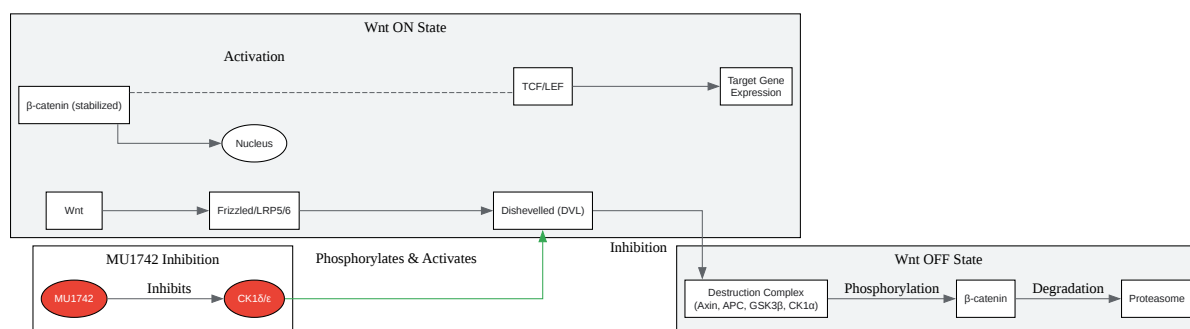 Wnt ON State
Activation
TCF/LEF
Target Gene
Expression
β-catenin (stabilized)
Nucleus
Wnt
Frizzled/LRP5/6
Dishevelled (DVL)
Inhibition
MU1742 Inhibition
Phosphorylates & Activates
Wnt OFF State
MU1742
Inhibits
CK1δ/ε
Destruction Complex
(Axin, APC, GSK3β, CK1α)
Phosphorylation
β-catenin
Degradation
Proteasome